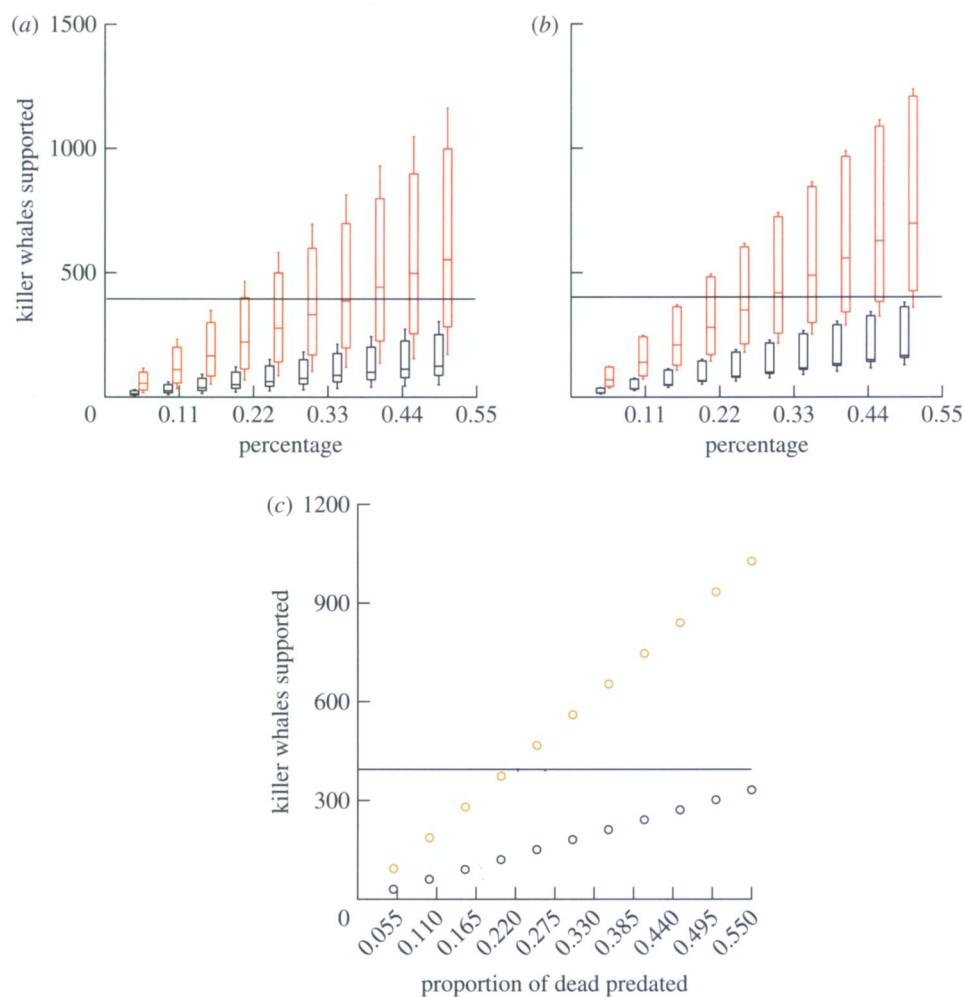 (a)
1500
1000
500
0
killer whales supported
0.11 0.22 0.33 0.44 0.55
percentage
(b)
0.11 0.22 0.33 0.44 0.55
percentage
(c)
1200
900
600
300
0
killer whales supported
0.055 0.110 0.165 0.220 0.275 0.330 0.385 0.440 0.495 0.550
proportion of dead predated